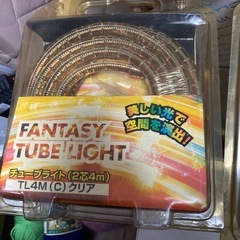 美しい光で
空間を演出!
FANTASY
TUBE LIGHT
チューブライト(2芯4m)
TL4M(C)クリア